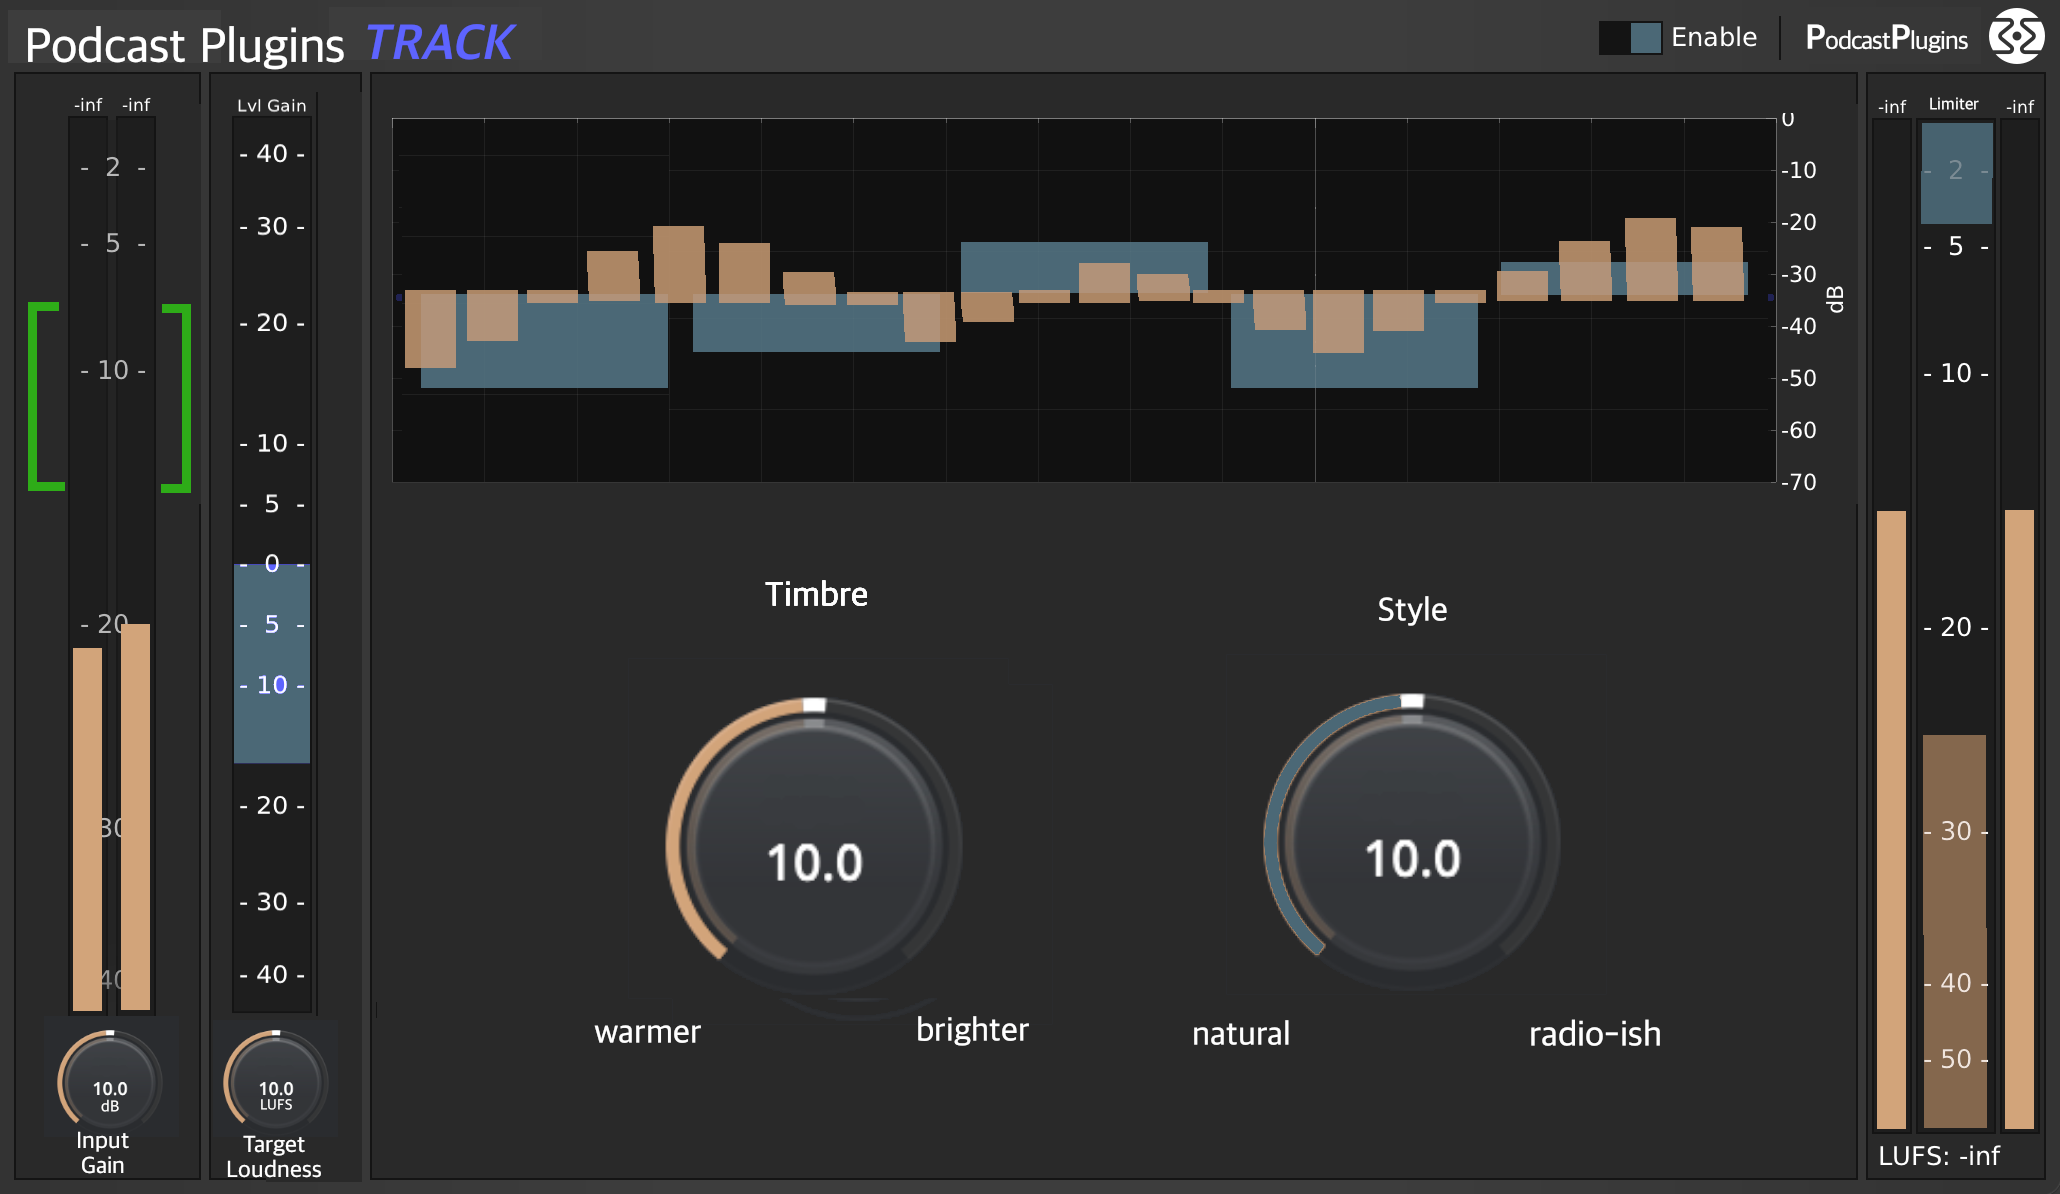 Podcast Plugins TRACK
Enable
PodcastPlugins
-inf -inf
- 2 -
- 5 -
- 10 -
- 20
30
40
10.0
dB
Input
Gain
Lvl Gain
- 40 -
- 30 -
- 20 -
- 10 -
- 5 -
- 0 -
- 5 -
- 10 -
- 20 -
- 30 -
- 40 -
10.0
LUFS
Target
Loudness
0
-10
-20
-30
-40
-50
-60
-70
dB
Timbre
10.0
warmer
brighter
Style
10.0
natural
radio-ish
-inf Limiter -inf
- 2 -
- 5 -
- 10 -
- 20 -
- 30 -
- 40 -
- 50 -
LUFS: -inf